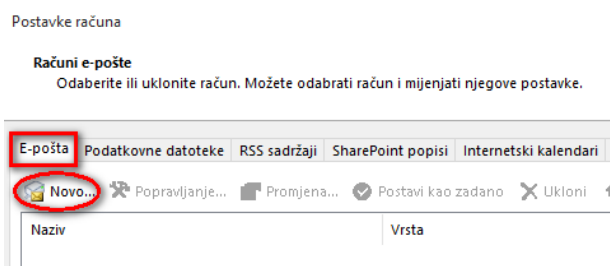 Postavke računa
Računi e-pošte
Odaberite ili uklonite račun. Možete odabrati račun i mijenjati njegove postavke.
E-pošta Podatkovne datoteke RSS sadržaji SharePoint popisi Internetski kalendari
Novo... Popravljanje... Promjena... Postavi kao zadano Ukloni
Naziv Vrsta